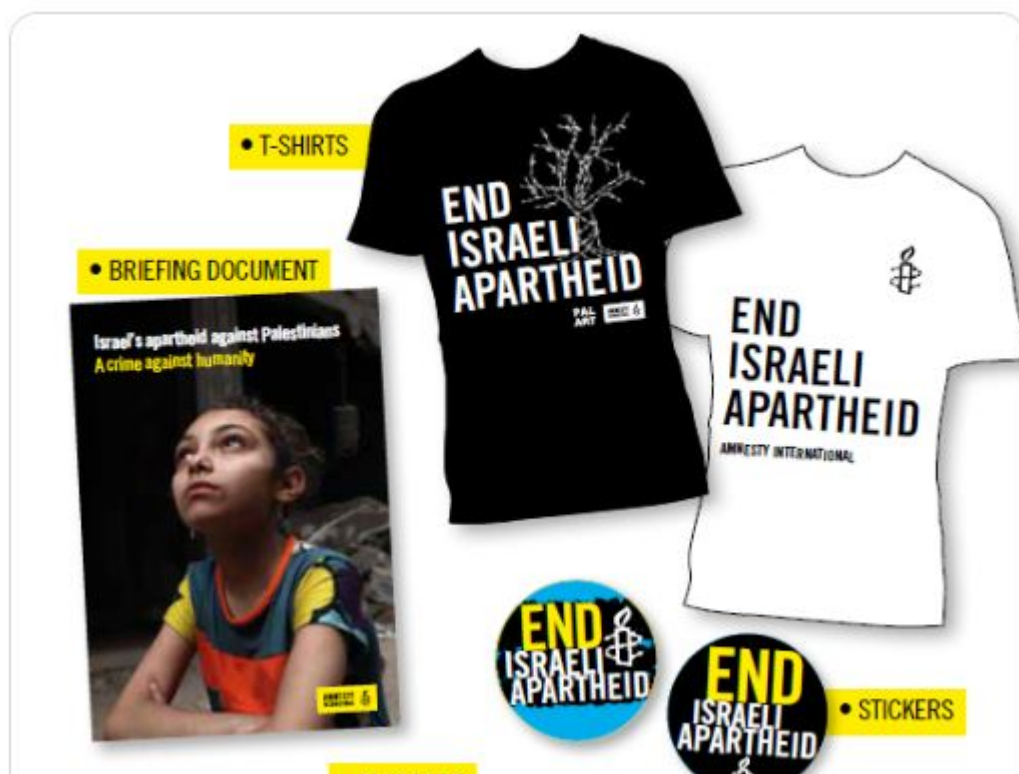 • T-SHIRTS
END
ISRAELI
APARTHEID
PAL
ART
• BRIEFING DOCUMENT
Israel's apartheid against Palestinians
A crime against humanity
END
ISRAELI
APARTHEID
AMNESTY INTERNATIONAL
END
ISRAELI
APARTHEID
END
ISRAELI
APARTHEID
• STICKERS